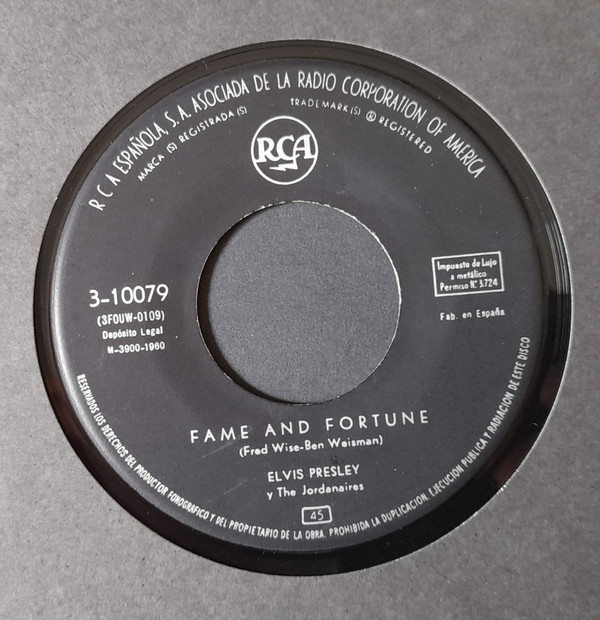 R C A ESPAÑOLA, S. A. ASOCIADA DE LA RADIO CORPORATION OF AMERICA
MARCA (S) REGISTRADA (S) TRADEMARK (S) ® REGISTERED
RCA
Impuesto de Lujo
a metálico
Permiso N.º 3.724
Fab. en España
3-10079
(3FOUW-0109)
Depósito Legal
M-3900-1960
FAME AND FORTUNE
(Fred Wise-Ben Weisman)
ELVIS PRESLEY
y The Jordanaires
45
RESERVADOS LOS DERECHOS DEL PRODUCTOR FONOGRAFICO Y DEL PROPIETARIO DE LA OBRA. PROHIBIDA LA DUPLICACION, EJECUCION PUBLICA Y RADIACION DE ESTE DISCO